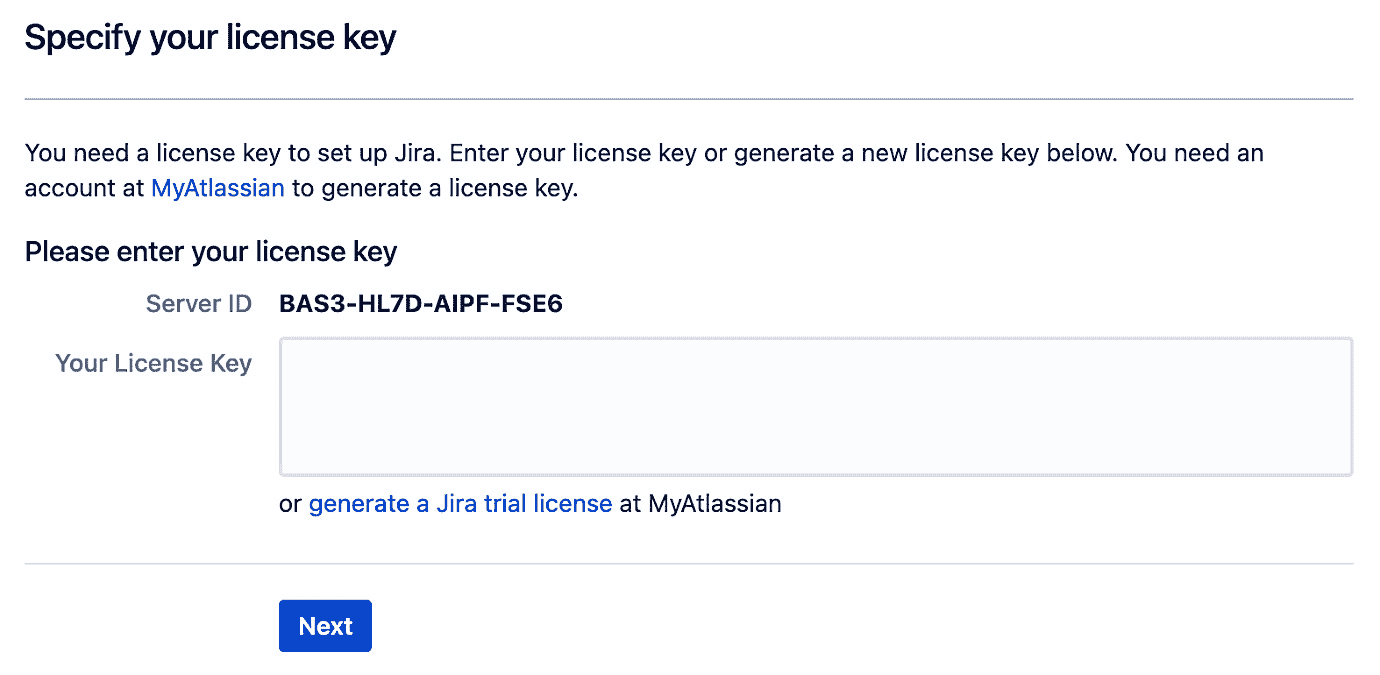 Specify your license key
You need a license key to set up Jira. Enter your license key or generate a new license key below. You need an
account at MyAtlassian to generate a license key.
Please enter your license key
Server ID BAS3-HL7D-AIPF-FSE6
Your License Key
or generate a Jira trial license at MyAtlassian
Next